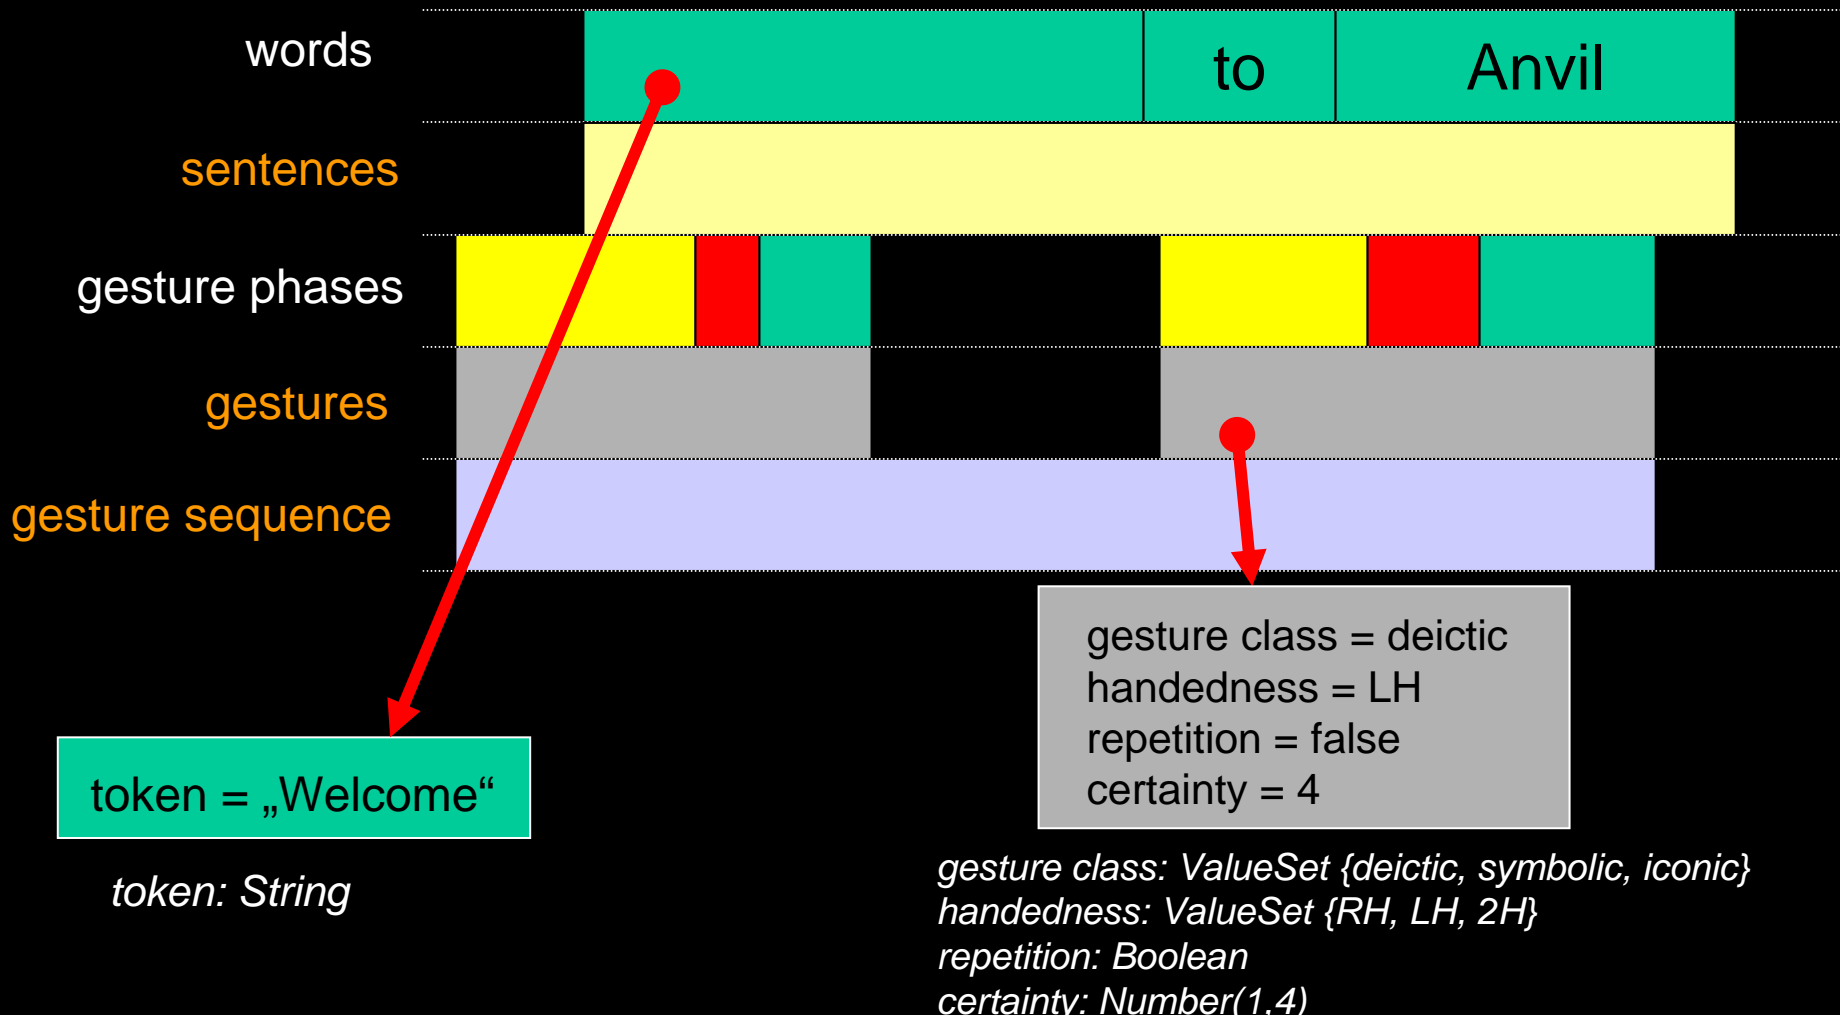 words
to
Anvil
sentences
gesture phases
gestures
gesture sequence
gesture class = deictic
handedness = LH
repetition = false
certainty = 4
token = „Welcome“
token: String
gesture class: ValueSet {deictic, symbolic, iconic}
handedness: ValueSet {RH, LH, 2H}
repetition: Boolean
certainty: Number(1,4)